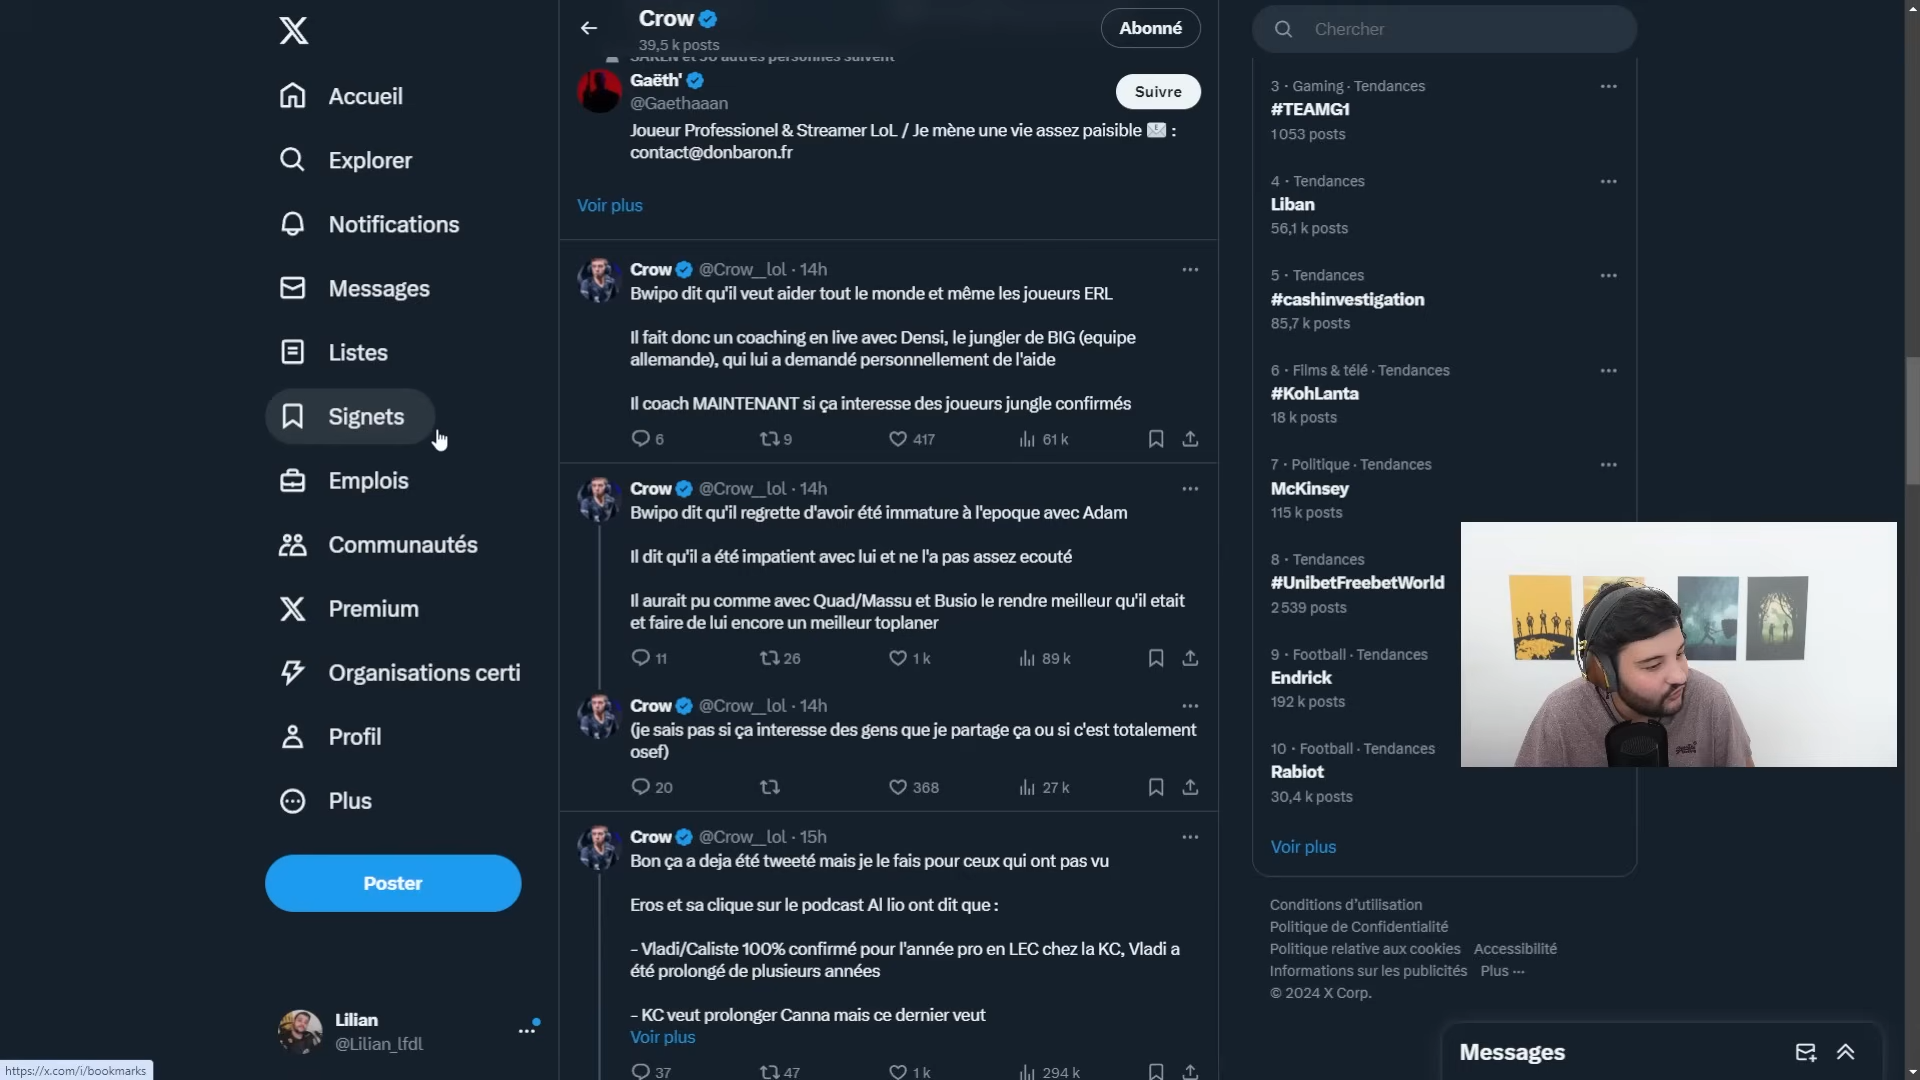 Accueil
Explorer
Notifications
Messages
Listes
Signets
Emplois
Communautés
Premium
Organisations certi
Profil
Plus
Poster
Lilian
@Lilian_lfdl
https://x.com/i/bookmarks
Crow
39,5 k posts
Abonné
SAKEN et 30 autres personnes suivent
Gaëth'
@Gaethaaan
Suivre
Joueur Professionel & Streamer LoL / Je mène une vie assez paisible 📨 :
contact@donbaron.fr
Voir plus
Crow @Crow__lol · 14h
Bwipo dit qu'il veut aider tout le monde et même les joueurs ERL
Il fait donc un coaching en live avec Densi, le jungler de BIG (equipe
allemande), qui lui a demandé personnellement de l'aide
Il coach MAINTENANT si ça interesse des joueurs jungle confirmés
6 9 417 61 k
Crow @Crow__lol · 14h
Bwipo dit qu'il regrette d'avoir été immature à l'epoque avec Adam
Il dit qu'il a été impatient avec lui et ne l'a pas assez ecouté
Il aurait pu comme avec Quad/Massu et Busio le rendre meilleur qu'il etait
et faire de lui encore un meilleur toplaner
11 26 1 k 89 k
Crow @Crow__lol · 14h
(je sais pas si ça interesse des gens que je partage ça ou si c'est totalement
osef)
20 368 27 k
Crow @Crow__lol · 15h
Bon ça a deja été tweeté mais je le fais pour ceux qui ont pas vu
Eros et sa clique sur le podcast Al lio ont dit que :
- Vladi/Caliste 100% confirmé pour l'année pro en LEC chez la KC, Vladi a
été prolongé de plusieurs années
- KC veut prolonger Canna mais ce dernier veut
Voir plus
37 47 1 k 294 k
Chercher
3 · Gaming · Tendances
#TEAMG1
1 053 posts
4 · Tendances
Liban
56,1 k posts
5 · Tendances
#cashinvestigation
85,7 k posts
6 · Films & télé · Tendances
#KohLanta
18 k posts
7 · Politique · Tendances
McKinsey
115 k posts
8 · Tendances
#UnibetFreebetWorld
2 539 posts
9 · Football · Tendances
Endrick
192 k posts
10 · Football · Tendances
Rabiot
30,4 k posts
Voir plus
Conditions d'utilisation
Politique de Confidentialité
Politique relative aux cookies Accessibilité
Informations sur les publicités Plus ···
© 2024 X Corp.
Messages